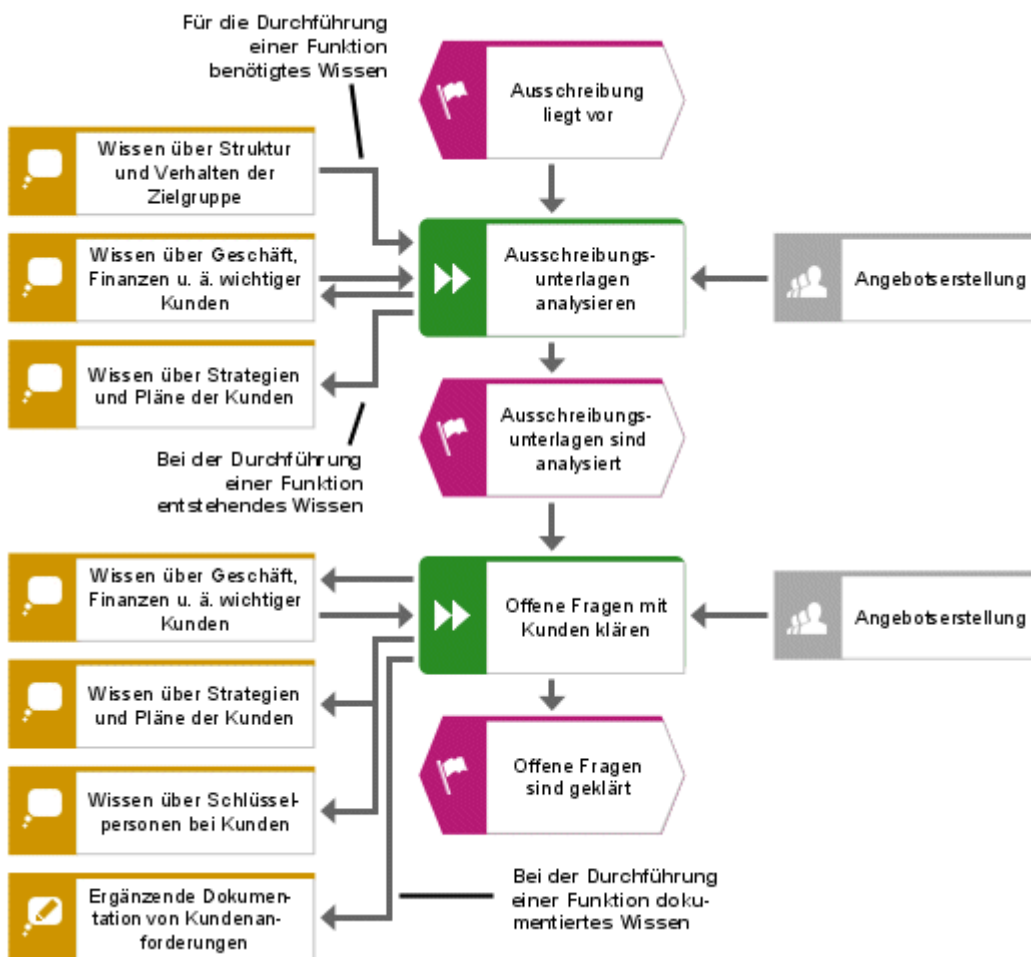 Für die Durchführung
einer Funktion
benötigtes Wissen
Ausschreibung
liegt vor
Wissen über Struktur
und Verhalten der
Zielgruppe
Wissen über Geschäft,
Finanzen u. ä. wichtiger
Kunden
Ausschreibungs-
unterlagen
analysieren
Angebotserstellung
Wissen über Strategien
und Pläne der Kunden
Ausschreibungs-
unterlagen sind
analysiert
Bei der Durchführung
einer Funktion
entstehendes Wissen
Wissen über Geschäft,
Finanzen u. ä. wichtiger
Kunden
Offene Fragen mit
Kunden klären
Angebotserstellung
Wissen über Strategien
und Pläne der Kunden
Offene Fragen
sind geklärt
Wissen über Schlüssel-
personen bei Kunden
Ergänzende Dokumen-
tation von Kundenan-
forderungen
Bei der Durchführung
einer Funktion doku-
mentiertes Wissen